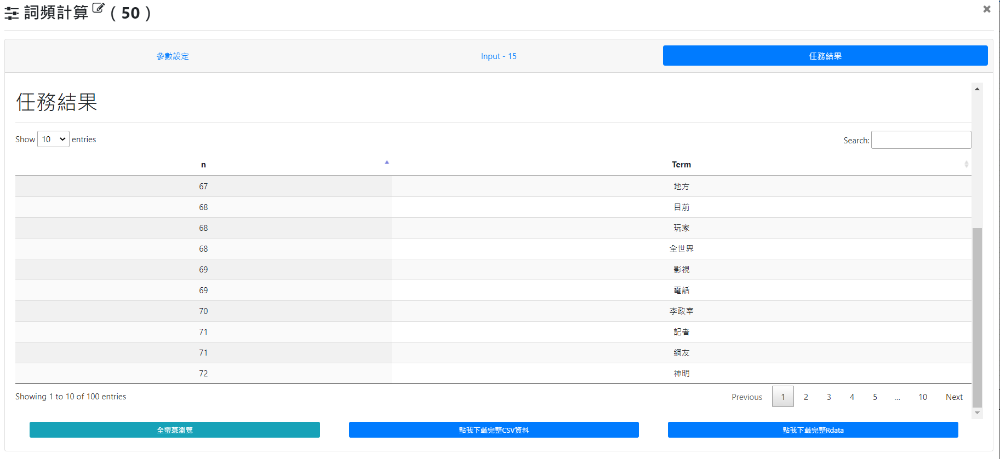 詞頻計算 ( 50 )
參數設定 Input - 15 任務結果
任務結果
Show 10 entries Search:
n Term
67 地方
68 目前
68 玩家
68 全世界
69 影視
69 電話
70 李政宰
71 記者
71 網友
72 神明
Showing 1 to 10 of 100 entries Previous 1 2 3 4 5 ... 10 Next
全螢幕瀏覽 點我下載完整CSV資料 點我下載完整Rdata